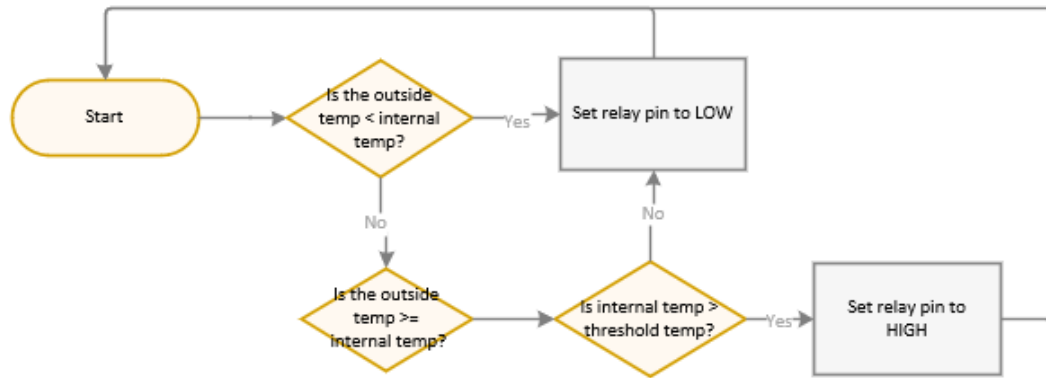 Start
Is the outside
temp < internal
temp?
Yes
Set relay pin to LOW
No
No
Is the outside
temp >=
internal temp?
Is internal temp >
threshold temp?
Yes
Set relay pin to
HIGH